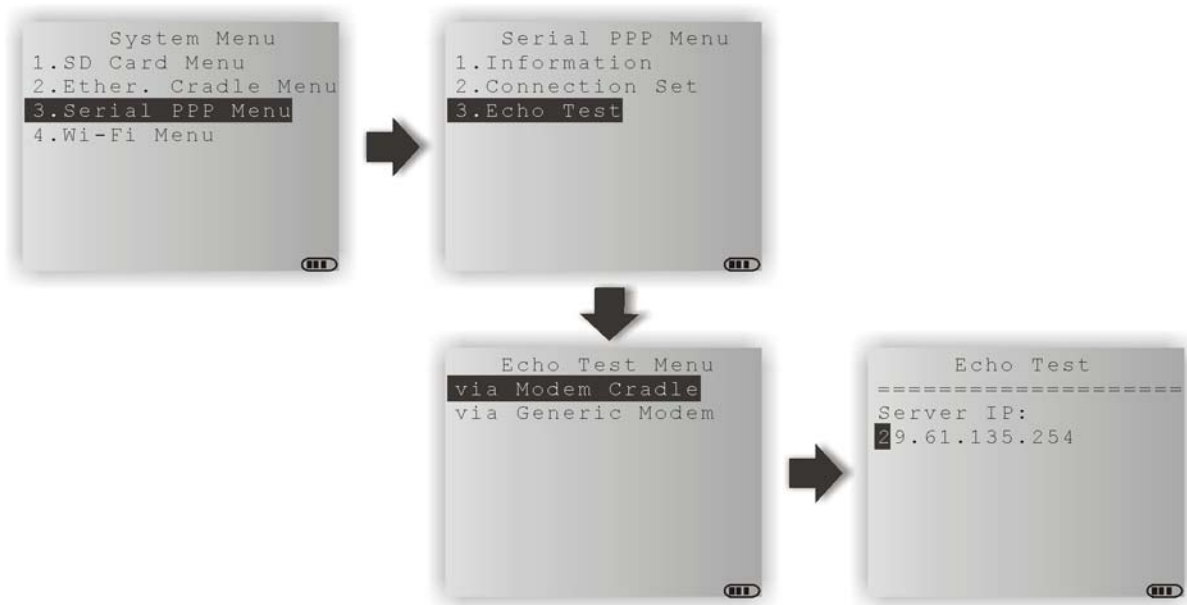 System Menu
1.SD Card Menu
2.Ether. Cradle Menu
3.Serial PPP Menu
4.Wi-Fi Menu
Serial PPP Menu
1.Information
2.Connection Set
3.Echo Test
Echo Test Menu
via Modem Cradle
via Generic Modem
Echo Test
====================
Server IP:
29.61.135.254